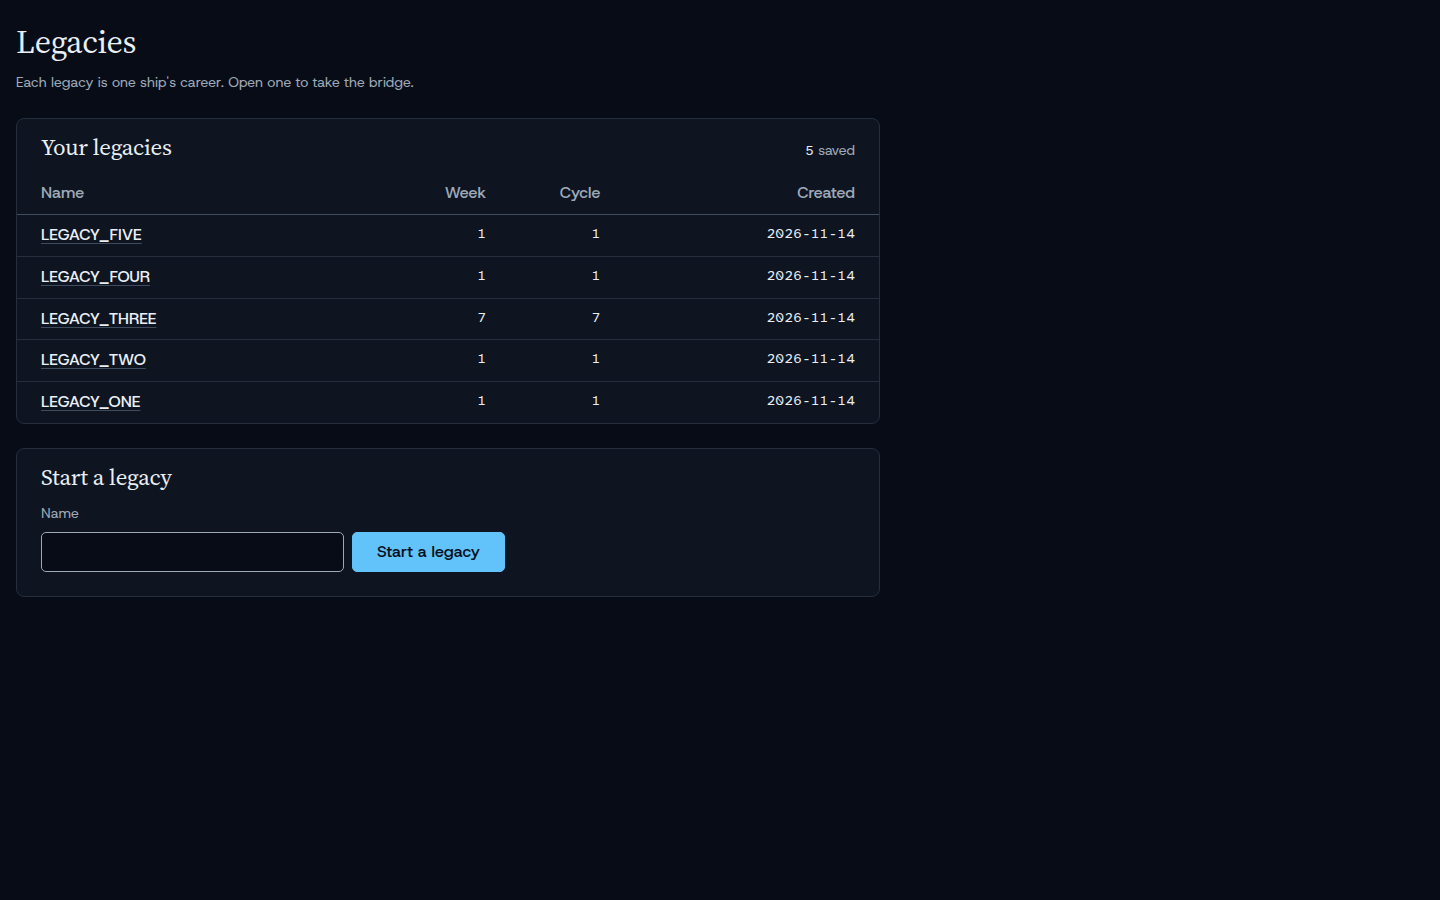 Legacies
Each legacy is one ship's career. Open one to take the bridge.
Your legacies 5 saved
Name Week Cycle Created
LEGACY_FIVE 1 1 2026-11-14
LEGACY_FOUR 1 1 2026-11-14
LEGACY_THREE 7 7 2026-11-14
LEGACY_TWO 1 1 2026-11-14
LEGACY_ONE 1 1 2026-11-14
Start a legacy
Name
Start a legacy